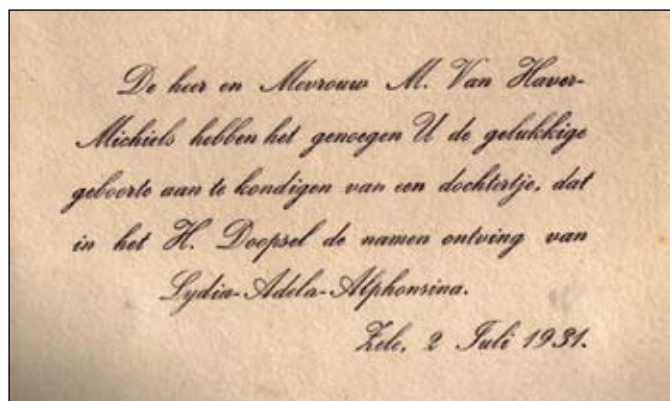 De heer en Mevrouw M. Van Haver-
Michiels hebben het genoegen U de gelukkige
geboorte aan te kondigen van een dochtertje, dat
in het H. Doopsel de namen ontving van
Lydia-Adela-Alphonsina.
Zele, 2 Juli 1931.